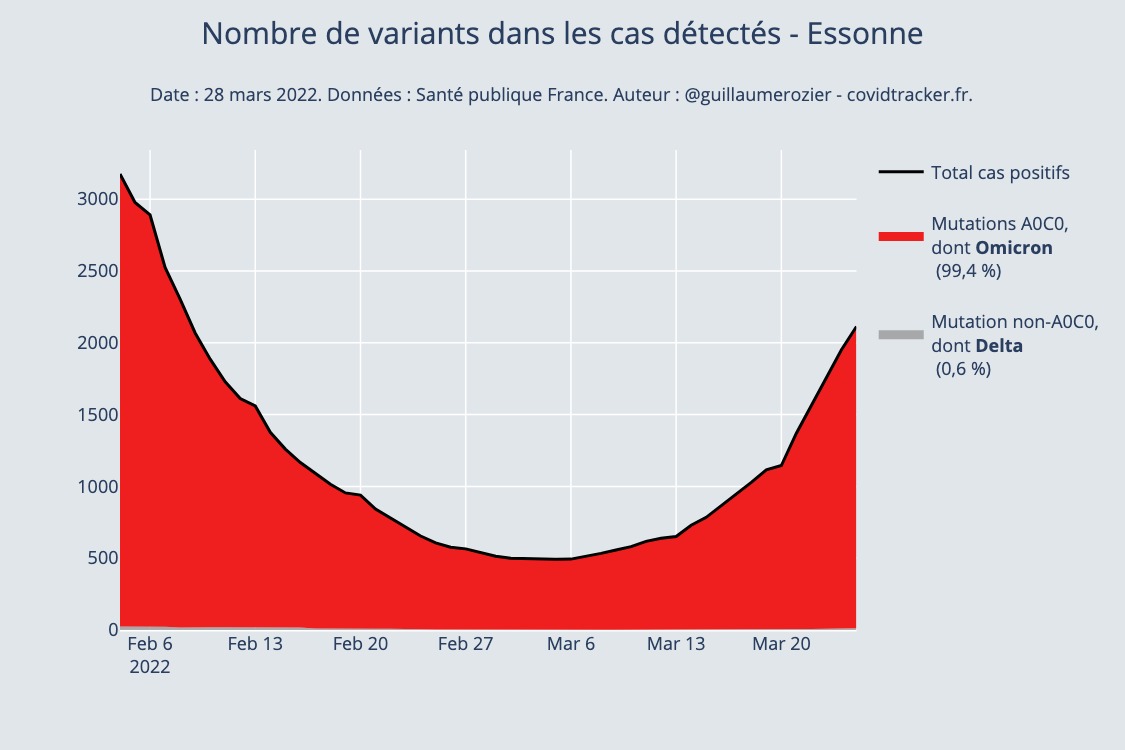 Nombre de variants dans les cas détectés - Essonne
Date : 28 mars 2022. Données : Santé publique France. Auteur : @guillaumerozier - covidtracker.fr.
Total cas positifs
Mutations A0C0,
dont Omicron
(99,4 %)
Mutation non-A0C0,
dont Delta
(0,6 %)
3000
2500
2000
1500
1000
500
0
Feb 6 Feb 13 Feb 20 Feb 27 Mar 6 Mar 13 Mar 20
2022